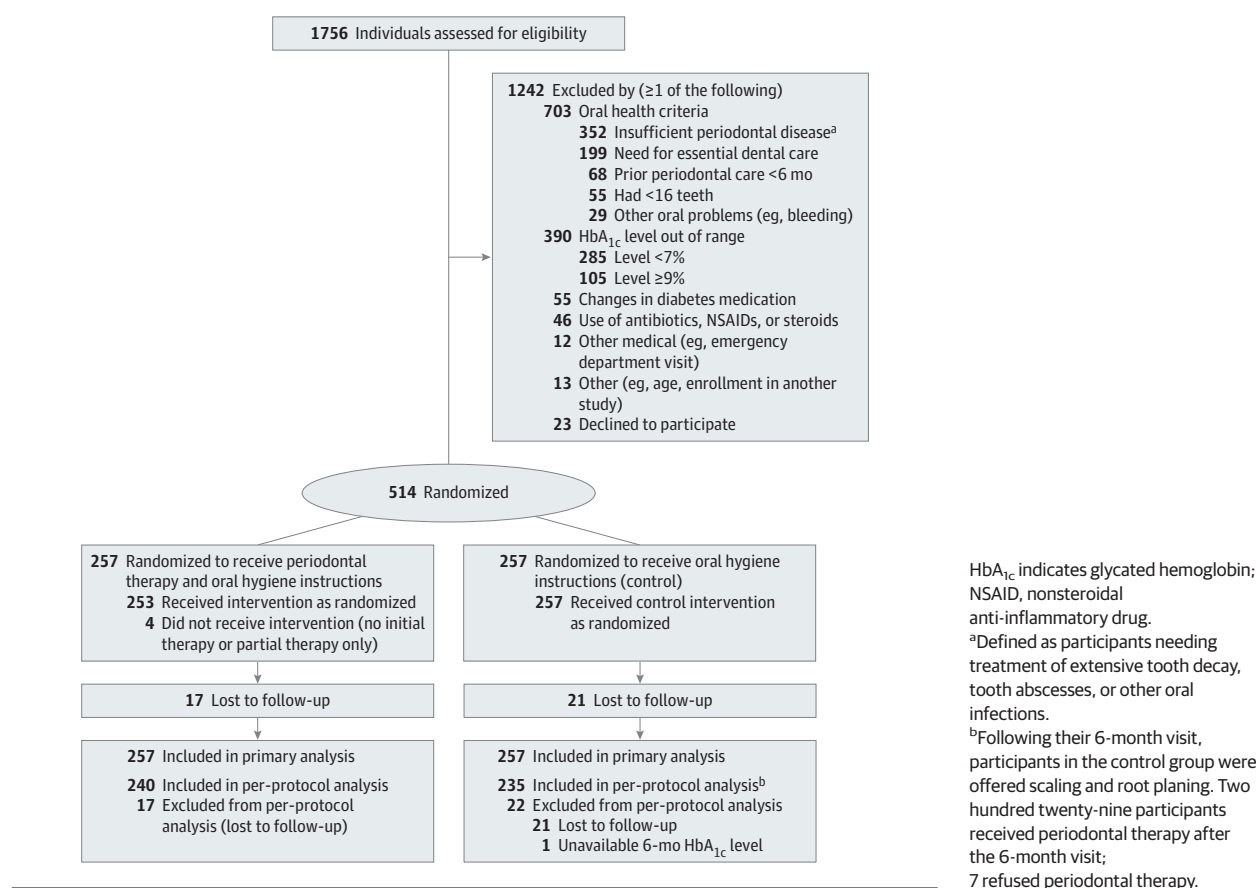 1756 Individuals assessed for eligibility
1242 Excluded by (≥1 of the following)
703 Oral health criteria
352 Insufficient periodontal diseaseᵃ
199 Need for essential dental care
68 Prior periodontal care <6 mo
55 Had <16 teeth
29 Other oral problems (eg, bleeding)
390 HbA1c level out of range
285 Level <7%
105 Level ≥9%
55 Changes in diabetes medication
46 Use of antibiotics, NSAIDs, or steroids
12 Other medical (eg, emergency
department visit)
13 Other (eg, age, enrollment in another
study)
23 Declined to participate
514 Randomized
257 Randomized to receive periodontal
therapy and oral hygiene instructions
253 Received intervention as randomized
4 Did not receive intervention (no initial
therapy or partial therapy only)
257 Randomized to receive oral hygiene
instructions (control)
257 Received control intervention
as randomized
17 Lost to follow-up
21 Lost to follow-up
257 Included in primary analysis
240 Included in per-protocol analysis
17 Excluded from per-protocol
analysis (lost to follow-up)
257 Included in primary analysis
235 Included in per-protocol analysisᵇ
22 Excluded from per-protocol analysis
21 Lost to follow-up
1 Unavailable 6-mo HbA1c level
HbA1c indicates glycated hemoglobin;
NSAID, nonsteroidal
anti-inflammatory drug.
ᵃDefined as participants needing
treatment of extensive tooth decay,
tooth abscesses, or other oral
infections.
ᵇFollowing their 6-month visit,
participants in the control group were
offered scaling and root planing. Two
hundred twenty-nine participants
received periodontal therapy after
the 6-month visit;
7 refused periodontal therapy.